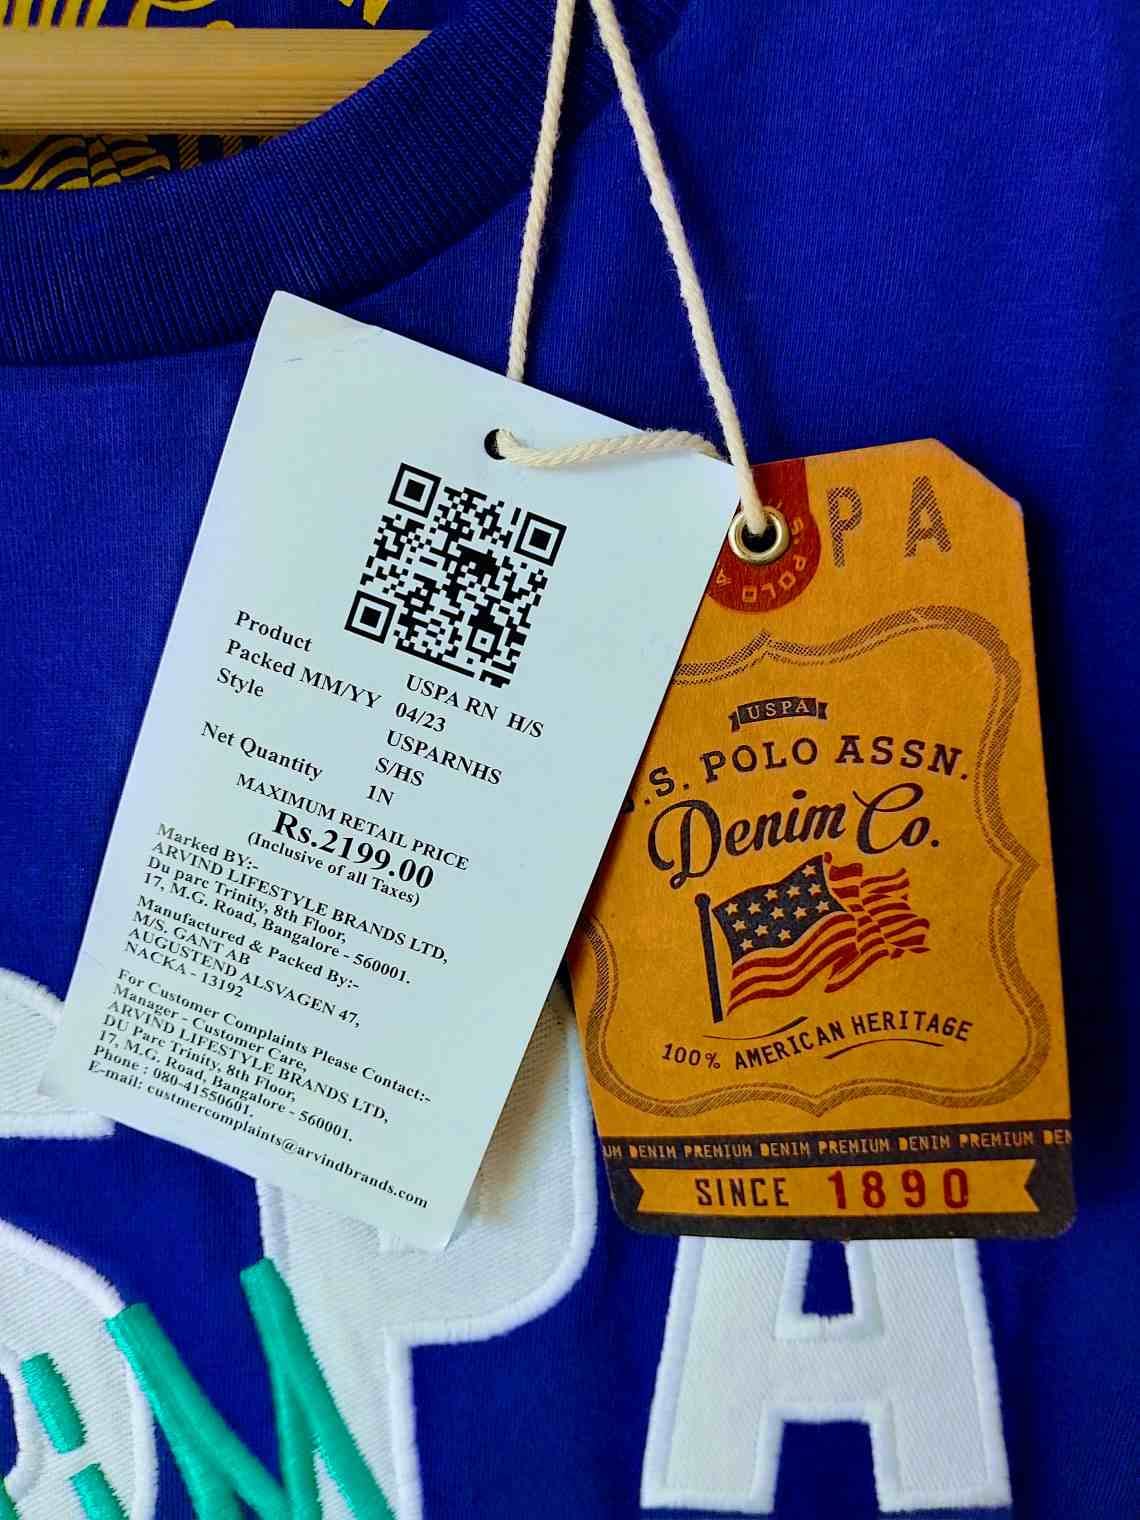 Product USPA RN H/S
Packed MM/YY 04/23
Style USPARNHS
S/HS
Net Quantity 1N
MAXIMUM RETAIL PRICE
Rs.2199.00
(Inclusive of all Taxes)
Marked BY:-
ARVIND LIFESTYLE BRANDS LTD,
Du parc Trinity, 8th Floor,
17, M.G. Road, Bangalore - 560001.
Manufactured & Packed By:-
M/S. GANT AB
AUGUSTEND ALSVAGEN 47,
NACKA - 13192
For Customer Complaints Please Contact:-
Manager - Customer Care,
ARVIND LIFESTYLE BRANDS LTD,
DU Parc Trinity, 8th Floor,
17, M.G. Road, Bangalore - 560001.
Phone : 080-41550601.
E-mail: custmercomplaints@arvindbrands.com
P A
S. POLO A
USPA
.S. POLO ASSN.
Denim Co.
100% AMERICAN HERITAGE
UM DENIM PREMIUM DENIM PREMIUM DENIM PREMIUM DEN
SINCE 1890
PA